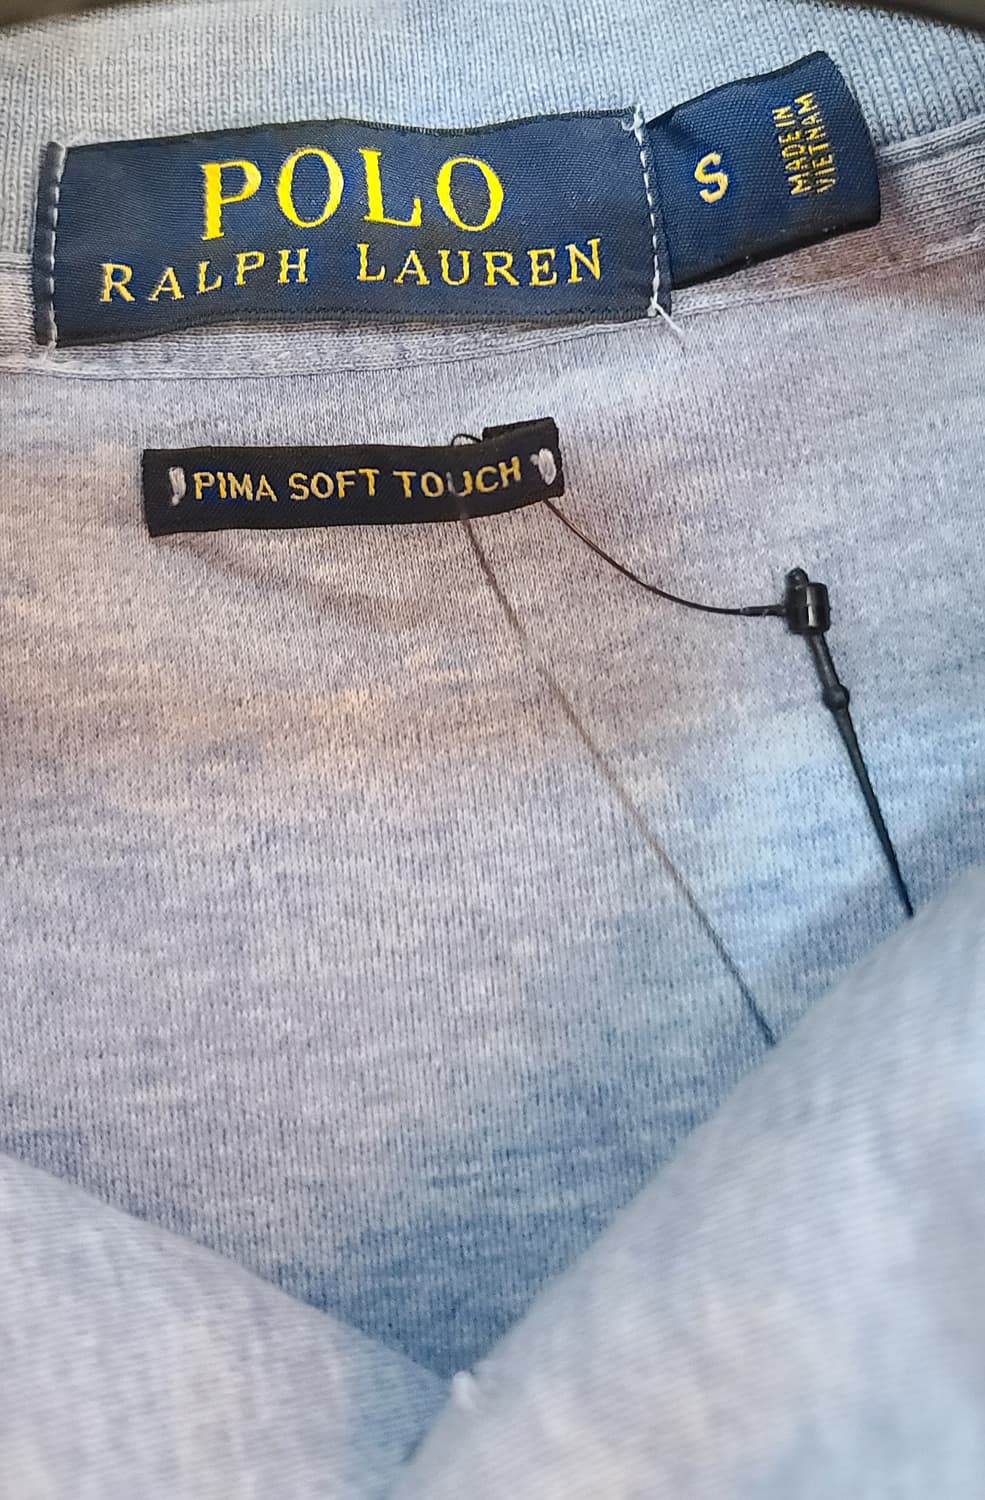 POLO
RALPH LAUREN
S
MADE IN
VIETNAM
PIMA SOFT TOUCH